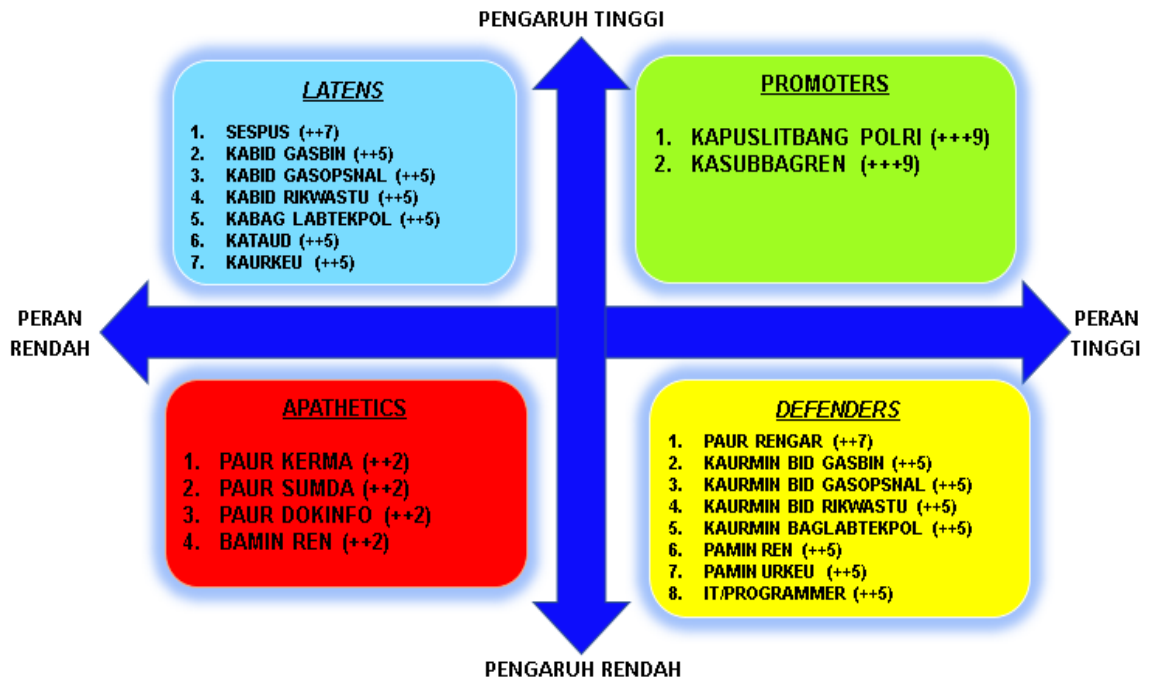 PENGARUH TINGGI
LATENS
1. SESPUS (++7)
2. KABID GASBIN (++5)
3. KABID GASOPSNAL (++5)
4. KABID RIKWASTU (++5)
5. KABAG LABTEKPOL (++5)
6. KATAUD (++5)
7. KAURKEU (++5)
PROMOTERS
1. KAPUSLITBANG POLRI (+++9)
2. KASUBBAGREN (+++9)
PERAN
RENDAH
PERAN
TINGGI
APATHETICS
1. PAUR KERMA (++2)
2. PAUR SUMDA (++2)
3. PAUR DOKINFO (++2)
4. BAMIN REN (++2)
DEFENDERS
1. PAUR RENGAR (++7)
2. KAURMIN BID GASBIN (++5)
3. KAURMIN BID GASOPSNAL (++5)
4. KAURMIN BID RIKWASTU (++5)
5. KAURMIN BAGLABTEKPOL (++5)
6. PAMIN REN (++5)
7. PAMIN URKEU (++5)
8. IT/PROGRAMMER (++5)
PENGARUH RENDAH